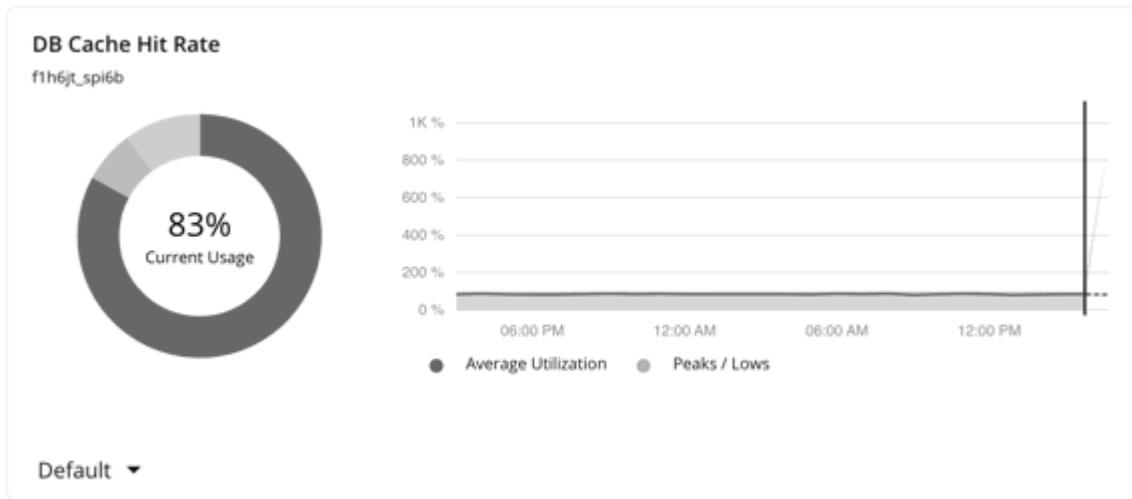 DB Cache Hit Rate
f1h6jt_spi6b
83%
Current Usage
1K %
800 %
600 %
400 %
200 %
0 %
06:00 PM 12:00 AM 06:00 AM 12:00 PM
Average Utilization Peaks / Lows
Default